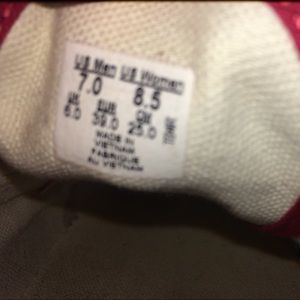 US Men US Women
7.0 8.5
UK EUR CM
6.0 39.0 25.0
MADE IN
VIETNAM
FABRIQUE
AU VIETNAM